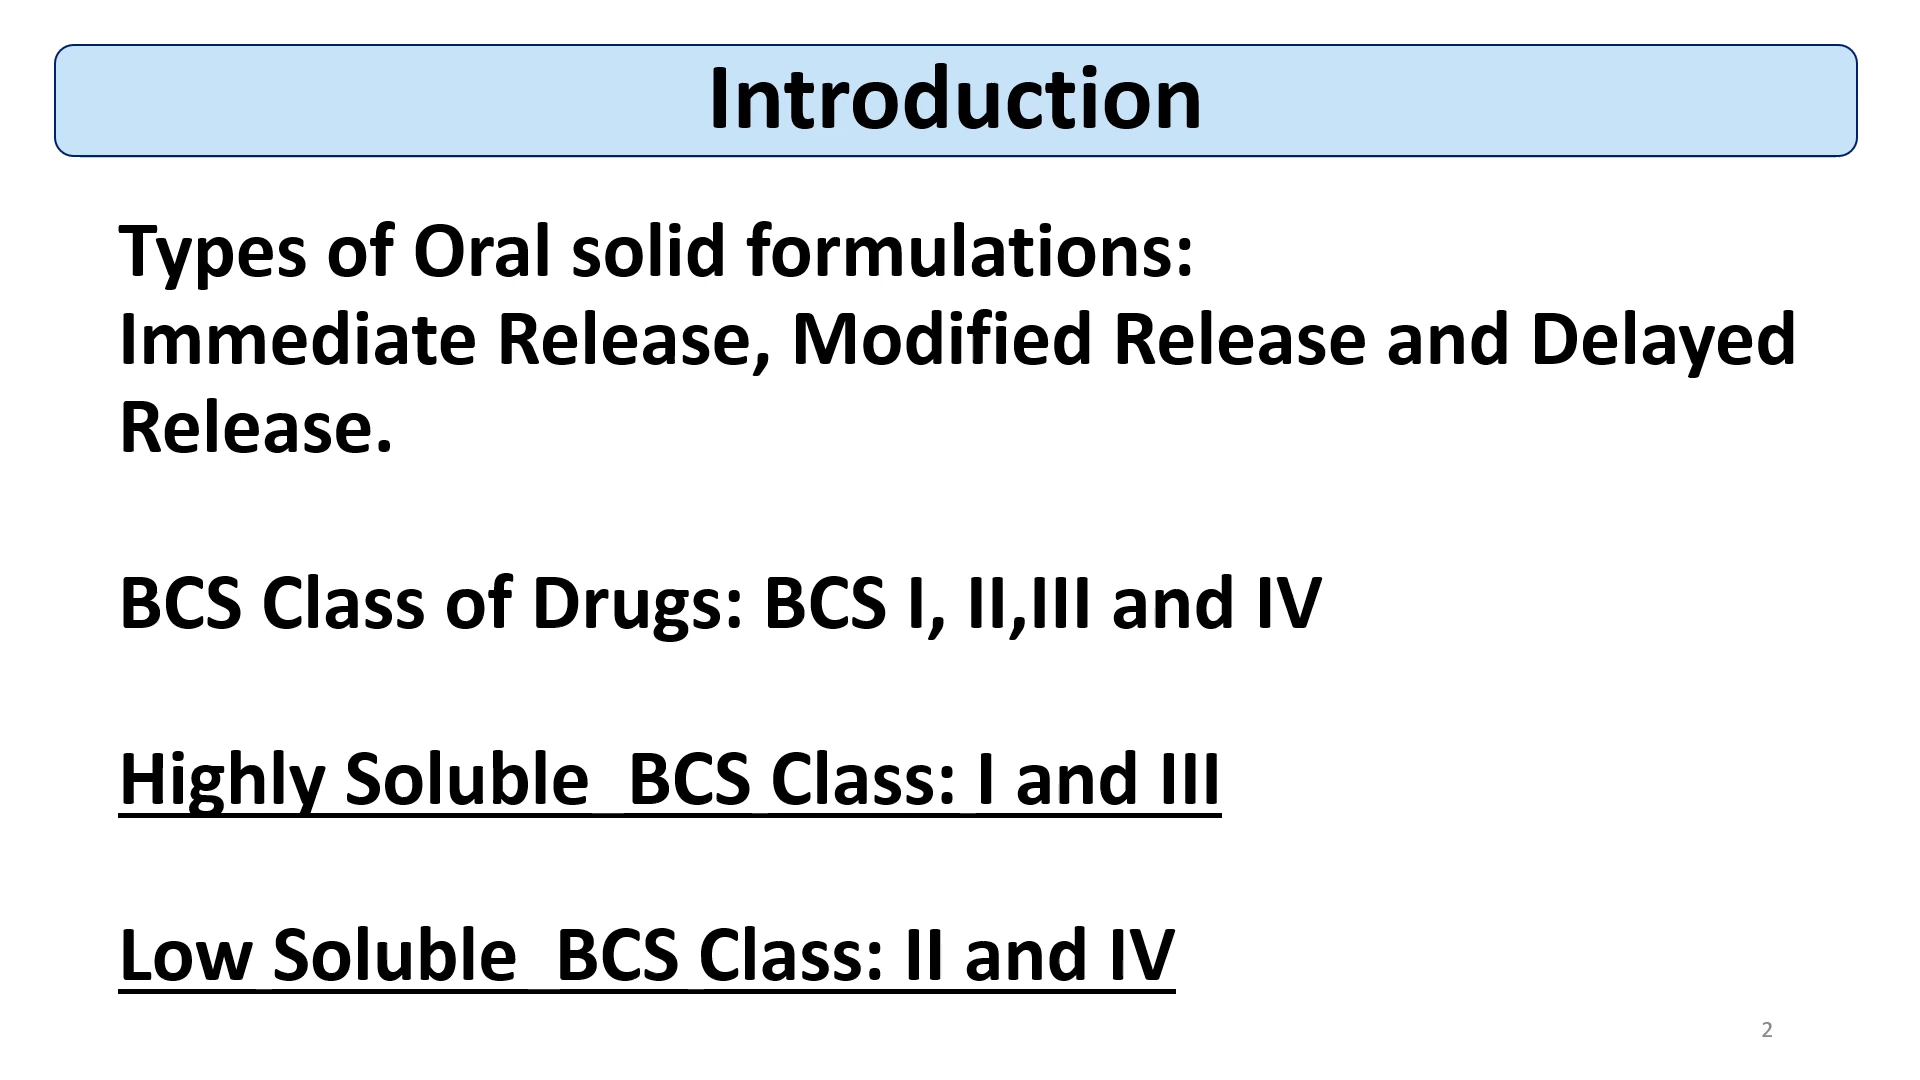 Introduction
Types of Oral solid formulations:
Immediate Release, Modified Release and Delayed
Release.
BCS Class of Drugs: BCS I, II,III and IV
Highly Soluble  BCS Class: I and III
Low Soluble  BCS Class: II and IV
2